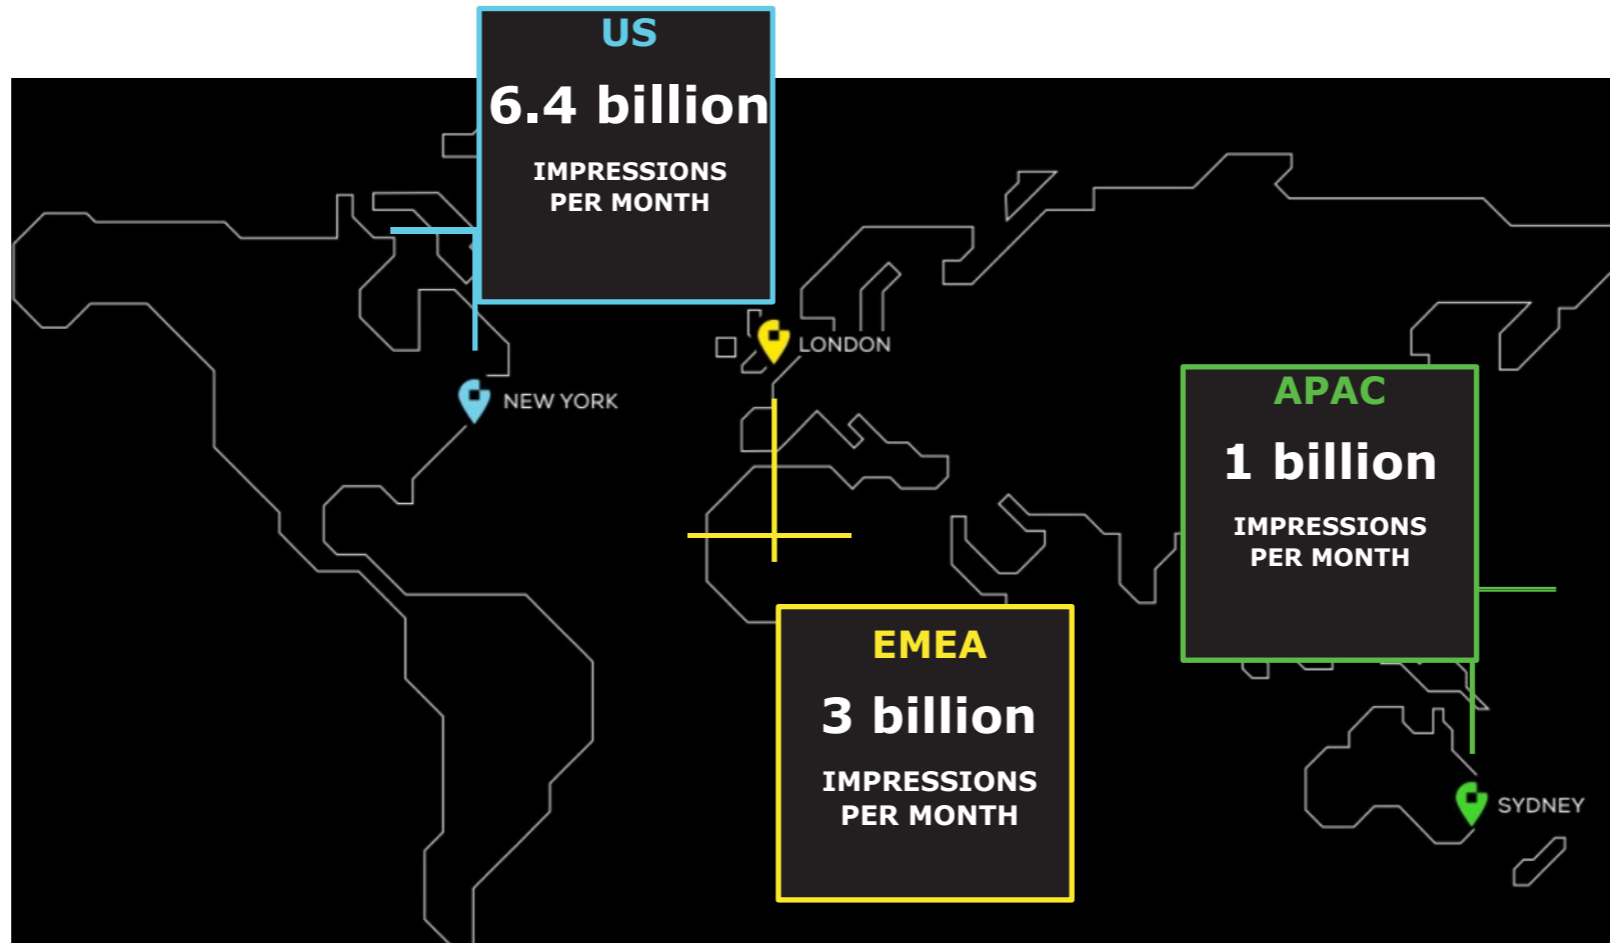 US
6.4 billion
IMPRESSIONS
PER MONTH
LONDON
NEW YORK
APAC
1 billion
IMPRESSIONS
PER MONTH
EMEA
3 billion
IMPRESSIONS
PER MONTH
SYDNEY